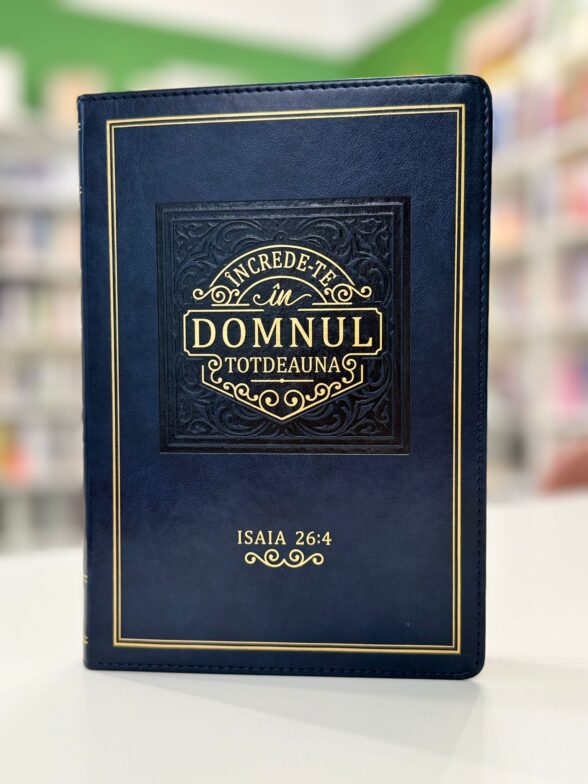 ÎNCREDE-TE
în
DOMNUL
TOTDEAUNA
ISAIA 26:4